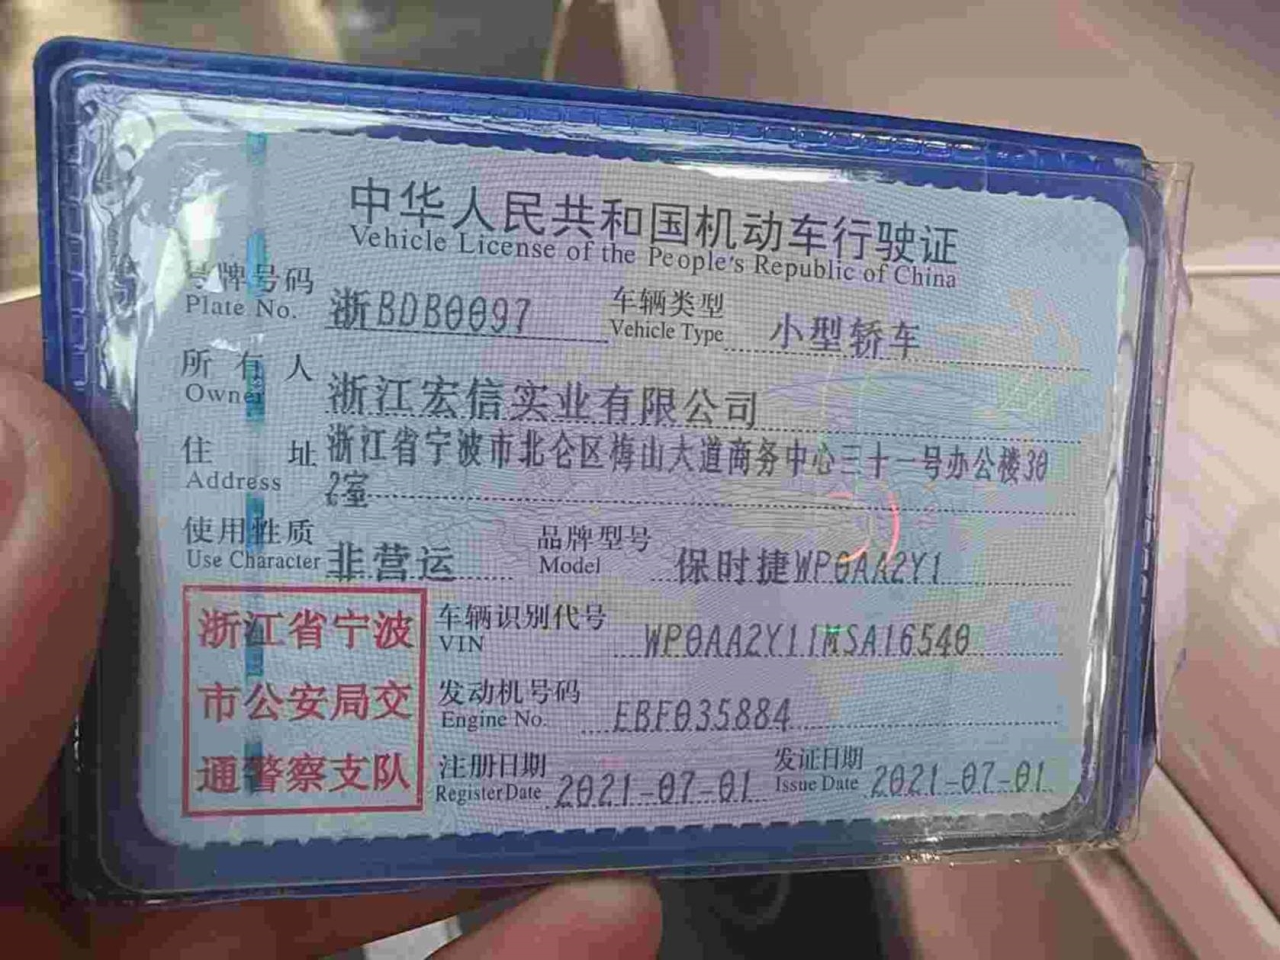 中华人民共和国机动车行驶证
Vehicle License of the People's Republic of China
号牌号码 浙BDB0097 车辆类型 小型轿车
Plate No. Vehicle Type
所有人 浙江宏信实业有限公司
Owner
住址 浙江省宁波市北仑区梅山大道商务中心三十一号办公楼30
Address 2室
使用性质 非营运 品牌型号 保时捷WP0AA2Y1
Use Character Model
浙江省宁波
市公安局交
通警察支队
车辆识别代号 WP0AA2Y11MSA16540
VIN
发动机号码 EBF035884
Engine No.
注册日期 2021-07-01 发证日期 2021-07-01
Register Date Issue Date